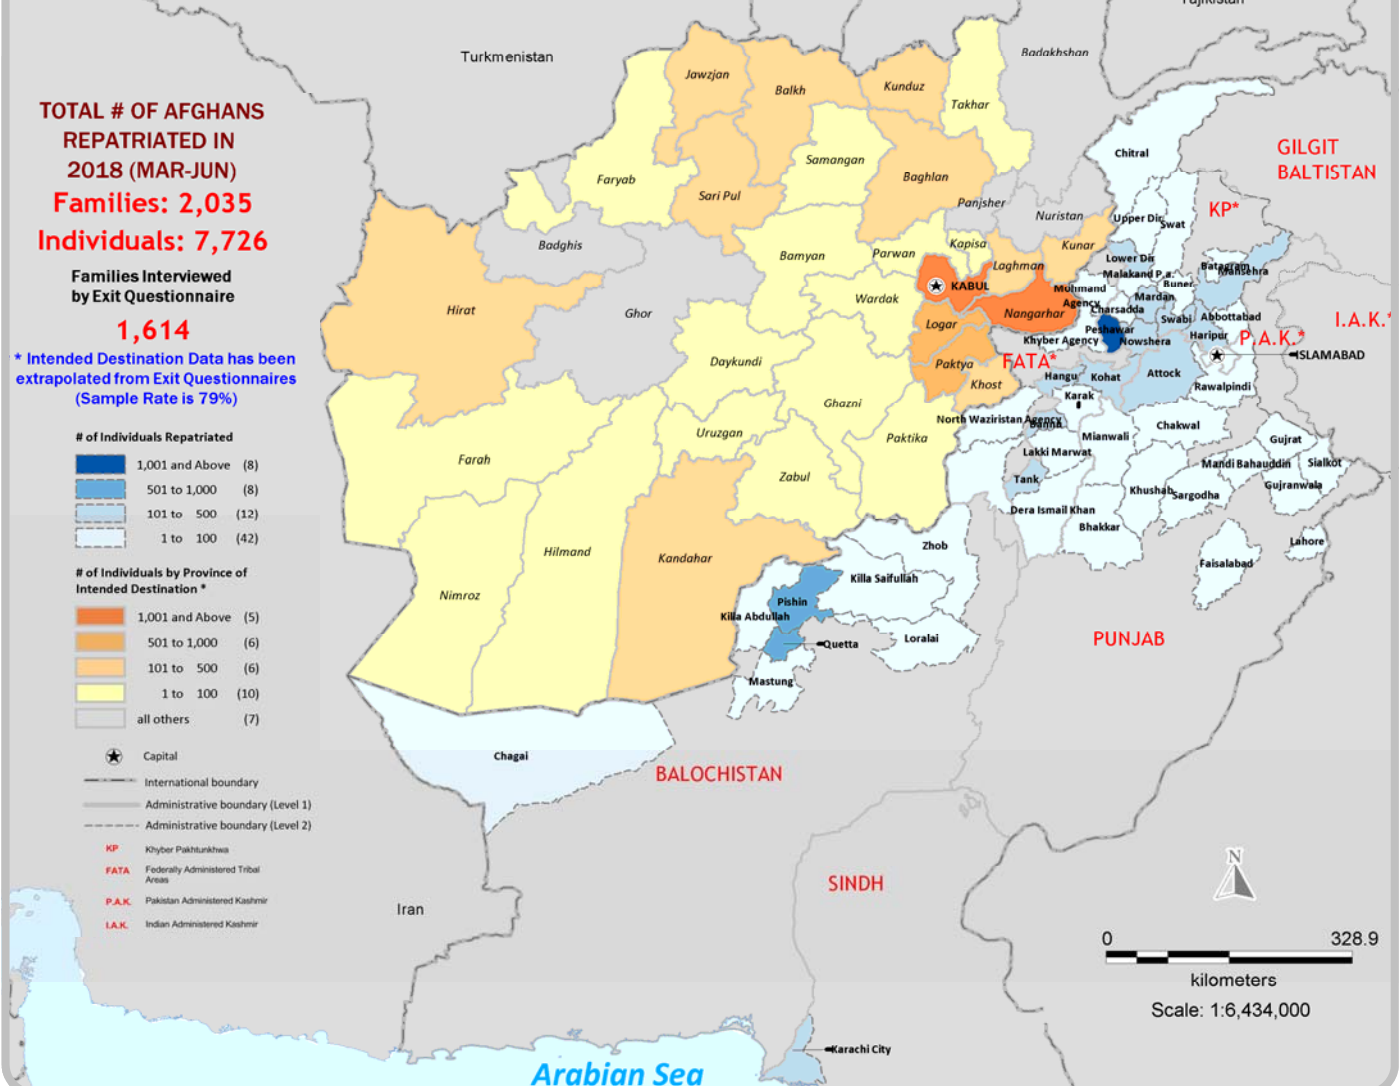 Tajikistan
Turkmenistan
Badakhshan
TOTAL # OF AFGHANS
REPATRIATED IN
2018 (MAR-JUN)
Families: 2,035
Individuals: 7,726
Families Interviewed
by Exit Questionnaire
1,614
* Intended Destination Data has been
extrapolated from Exit Questionnaires
(Sample Rate is 79%)
# of Individuals Repatriated
1,001 and Above (8)
501 to 1,000 (8)
101 to 500 (12)
1 to 100 (42)
# of Individuals by Province of
Intended Destination *
1,001 and Above (5)
501 to 1,000 (6)
101 to 500 (6)
1 to 100 (10)
all others (7)
Capital
International boundary
Administrative boundary (Level 1)
Administrative boundary (Level 2)
KP Khyber Pakhtunkhwa
FATA Federally Administered Tribal
Areas
P.A.K. Pakistan Administered Kashmir
I.A.K. Indian Administered Kashmir
Jawzjan
Balkh
Kunduz
Takhar
Samangan
Faryab
Sari Pul
Baghlan
Panjsher
Nuristan
Badghis
Bamyan
Parwan
Kapisa
Kunar
Laghman
KABUL
Hirat
Ghor
Wardak
Nangarhar
Logar
Daykundi
Paktya
Khost
Ghazni
Uruzgan
Paktika
Farah
Zabul
Hilmand
Kandahar
Nimroz
Chitral
GILGIT
BALTISTAN
KP*
Upper Dir
Swat
Lower Dir
Batagram
Mansehra
Malakand P.a.
Buner
Mohmand
Agency
Mardan
Charsadda
Swabi
Abbottabad
I.A.K.*
Peshawar
Nowshera
Haripur
P.A.K.*
Khyber Agency
ISLAMABAD
FATA*
Hangu
Kohat
Attock
Rawalpindi
Karak
North Waziristan Agency
Bannu
Chakwal
Mianwali
Gujrat
Lakki Marwat
Mandi Bahauddin
Sialkot
Tank
Khushab
Sargodha
Gujranwala
Dera Ismail Khan
Bhakkar
Lahore
Faisalabad
Zhob
Killa Saifullah
Pishin
Killa Abdullah
Quetta
Loralai
Mastung
PUNJAB
Chagai
BALOCHISTAN
SINDH
Iran
N
0 328.9
kilometers
Scale: 1:6,434,000
Karachi City
Arabian Sea